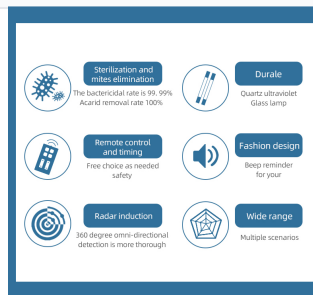 Sterilization and
mites elimination
The bactericidal rate is 99. 99%
Acarid removal rate 100%
Durale
Quartz ultraviolet
Glass lamp
Remote control
and timing
Free choice as needed
safety
Fashion design
Beep reminder
for your
Radar induction
360 degree omni-directional
detection is more thorough
Wide range
Multiple scenarios